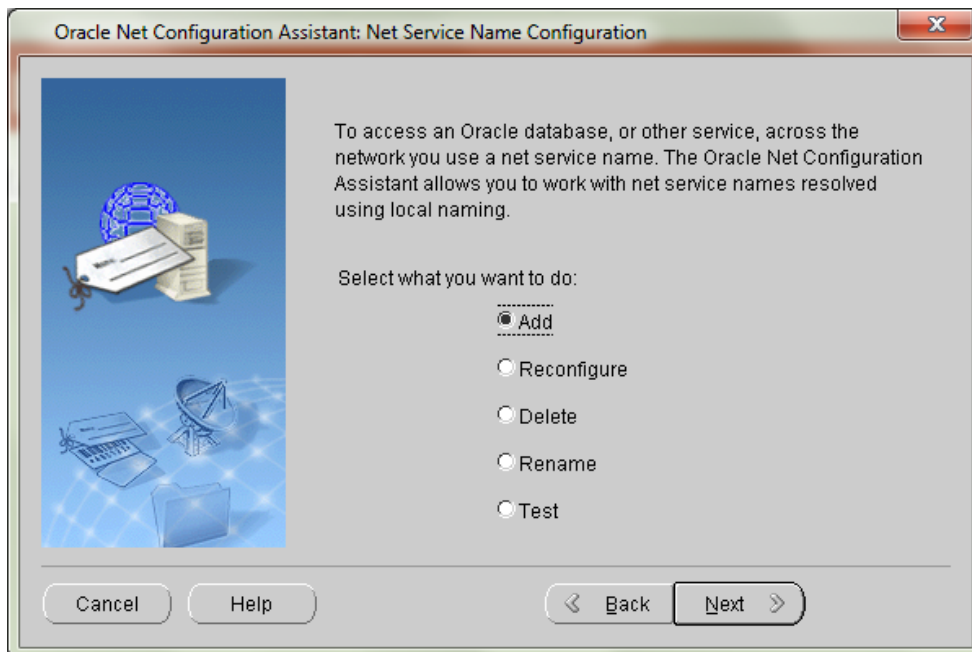 Oracle Net Configuration Assistant: Net Service Name Configuration
To access an Oracle database, or other service, across the
network you use a net service name. The Oracle Net Configuration
Assistant allows you to work with net service names resolved
using local naming.
Select what you want to do:
Add
Reconfigure
Delete
Rename
Test
Cancel
Help
Back
Next